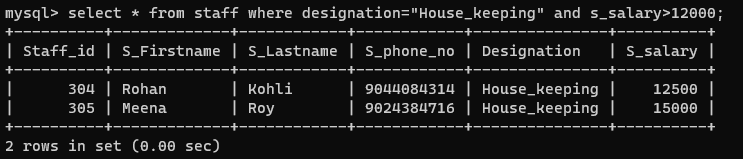 mysql> select * from staff where designation="House_keeping" and s_salary>12000;
+----------+-------------+------------+------------+---------------+----------+
| Staff_id | S_Firstname | S_Lastname | S_phone_no | Designation   | S_salary |
+----------+-------------+------------+------------+---------------+----------+
|      304 | Rohan       | Kohli      | 9044084314 | House_keeping |    12500 |
|      305 | Meena       | Roy        | 9024384716 | House_keeping |    15000 |
+----------+-------------+------------+------------+---------------+----------+
2 rows in set (0.00 sec)